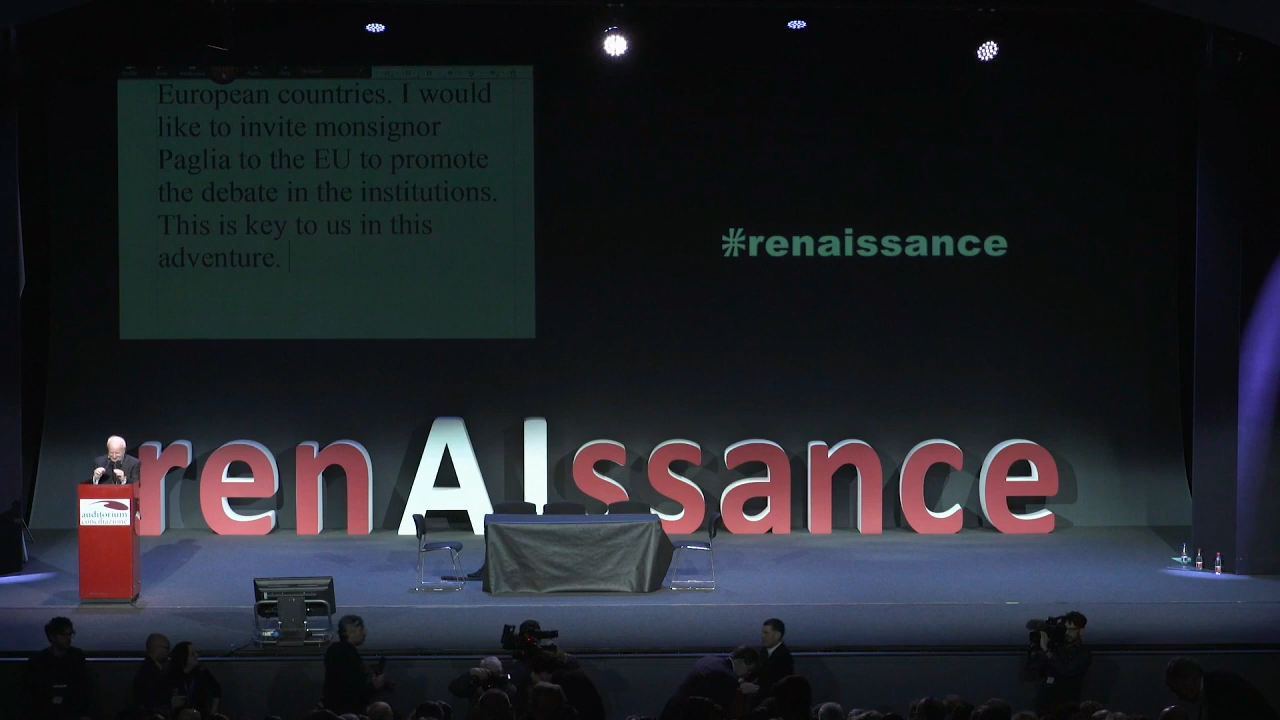 European countries. I would
like to invite monsignor
Paglia to the EU to promote
the debate in the institutions.
This is key to us in this
adventure.
#renaissance
renAIssance
auditorium
conciliazione